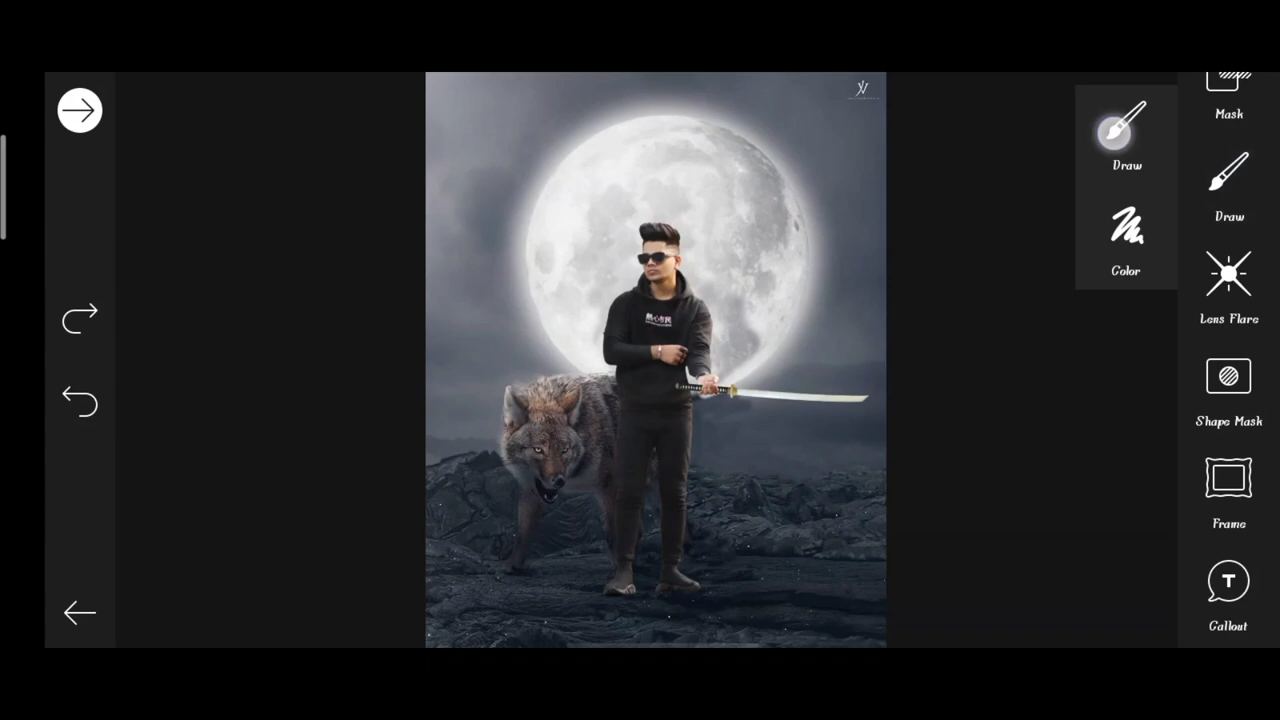 Mask
Draw
Draw
Color
Lens Flare
Shape Mask
Frame
T
Callout